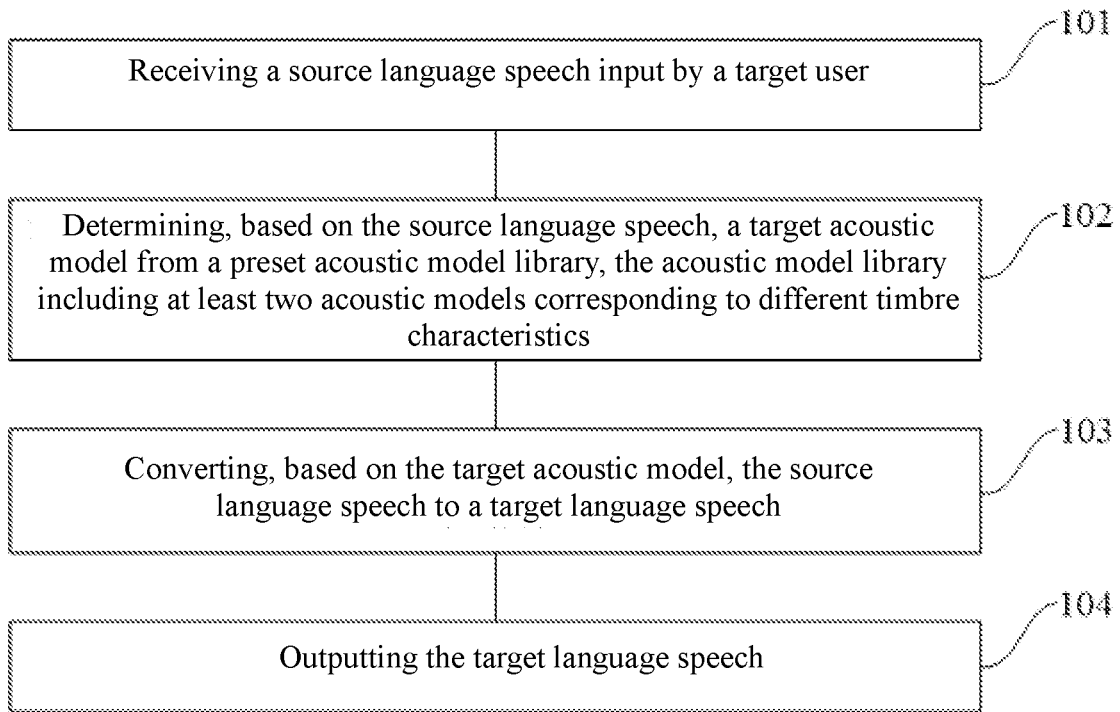 101
Receiving a source language speech input by a target user
102
Determining, based on the source language speech, a target acoustic
model from a preset acoustic model library, the acoustic model library
including at least two acoustic models corresponding to different timbre
characteristics
103
Converting, based on the target acoustic model, the source
language speech to a target language speech
104
Outputting the target language speech